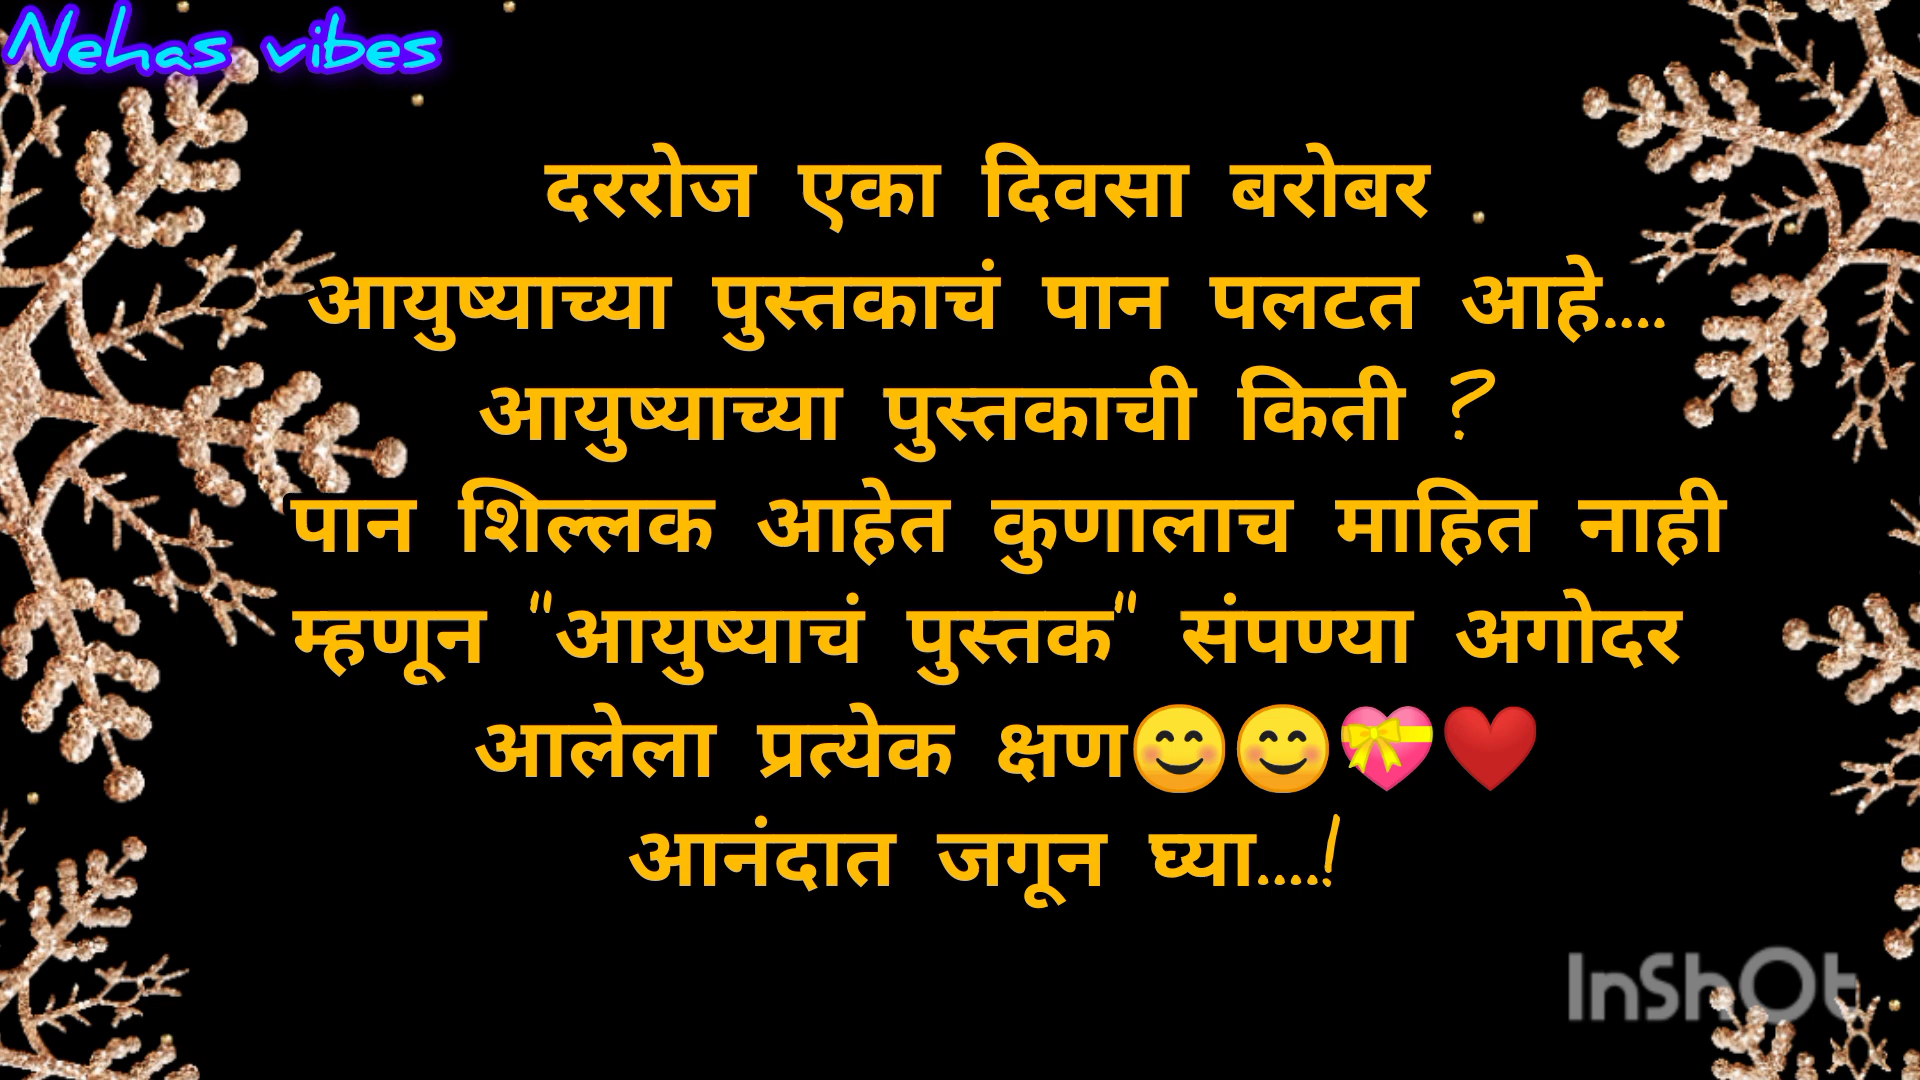 Nehas vibes
दररोज एका दिवसा बरोबर
आयुष्याच्या पुस्तकाचं पान पलटत आहे....
आयुष्याच्या पुस्तकाची किती ?
पान शिल्लक आहेत कुणालाच माहित नाही
म्हणून "आयुष्याचं पुस्तक" संपण्या अगोदर
आलेला प्रत्येक क्षण😊😊💝❤️
आनंदात जगून घ्या....!
InShOt